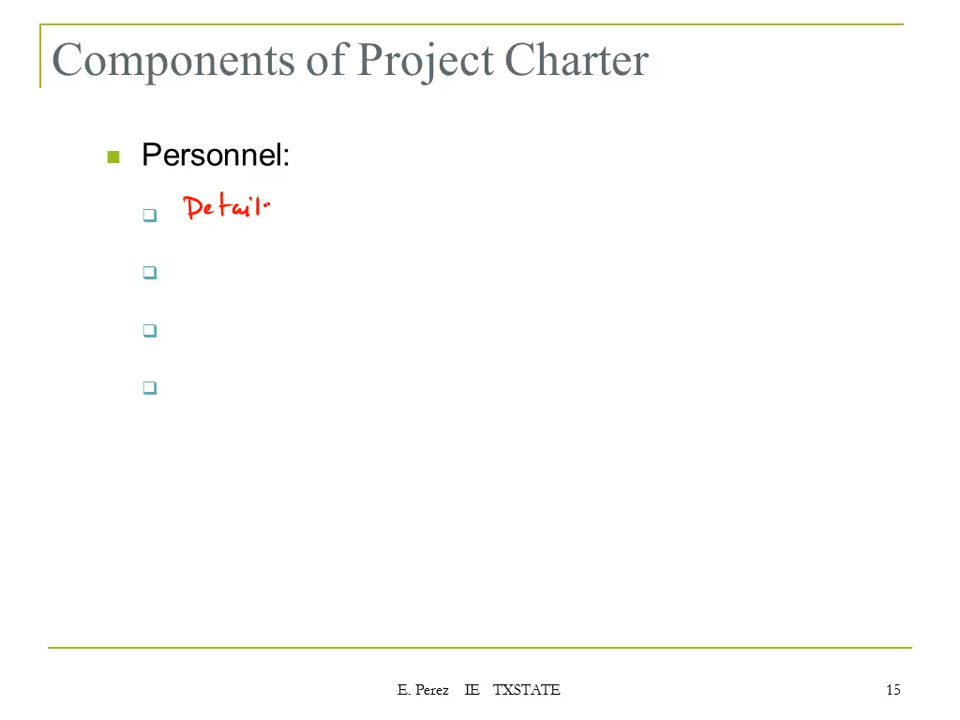 Components of Project Charter
Personnel:
Detail
E. Perez IE TXSTATE 15